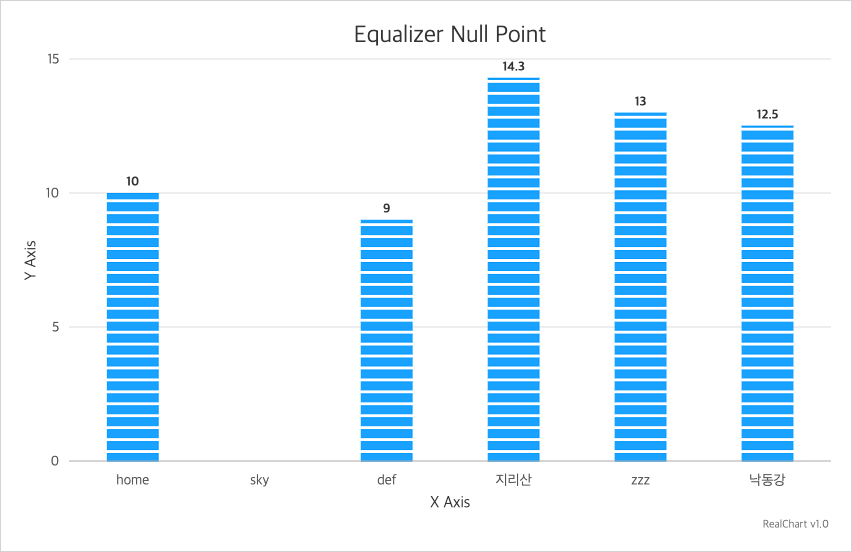 Equalizer Null Point
15
10
5
0
Y Axis
10
9
14.3
13
12.5
home
sky
def
지리산
zzz
낙동강
X Axis
RealChart v1.0